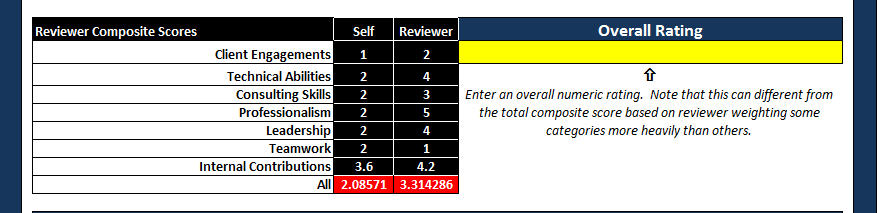 Reviewer Composite Scores Self Reviewer Overall Rating
Client Engagements 1 2
Technical Abilities 2 4
Consulting Skills 2 3
Enter an overall numeric rating. Note that this can different from
Professionalism 2 5
the total composite score based on reviewer weighting some
Leadership 2 4
categories more heavily than others.
Teamwork 2 1
Internal Contributions 3.6 4.2
All 2.08571 3.314286